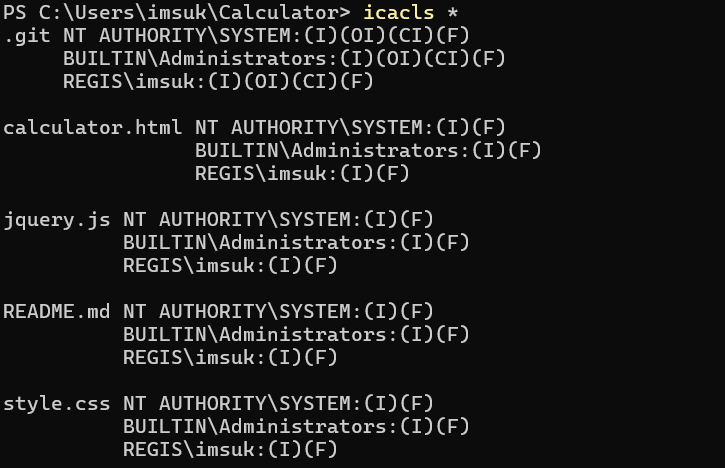 PS C:\Users\imsuk\Calculator> icacls *
.git NT AUTHORITY\SYSTEM:(I)(OI)(CI)(F)
     BUILTIN\Administrators:(I)(OI)(CI)(F)
     REGIS\imsuk:(I)(OI)(CI)(F)

calculator.html NT AUTHORITY\SYSTEM:(I)(F)
                BUILTIN\Administrators:(I)(F)
                REGIS\imsuk:(I)(F)

jquery.js NT AUTHORITY\SYSTEM:(I)(F)
          BUILTIN\Administrators:(I)(F)
          REGIS\imsuk:(I)(F)

README.md NT AUTHORITY\SYSTEM:(I)(F)
          BUILTIN\Administrators:(I)(F)
          REGIS\imsuk:(I)(F)

style.css NT AUTHORITY\SYSTEM:(I)(F)
          BUILTIN\Administrators:(I)(F)
          REGIS\imsuk:(I)(F)